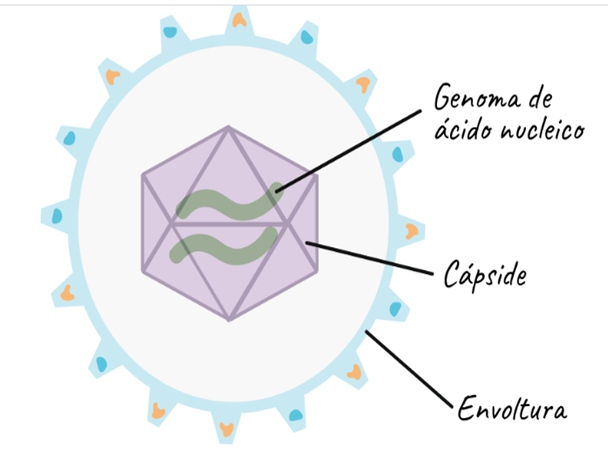 Genoma de
ácido nucleico
Cápside
Envoltura